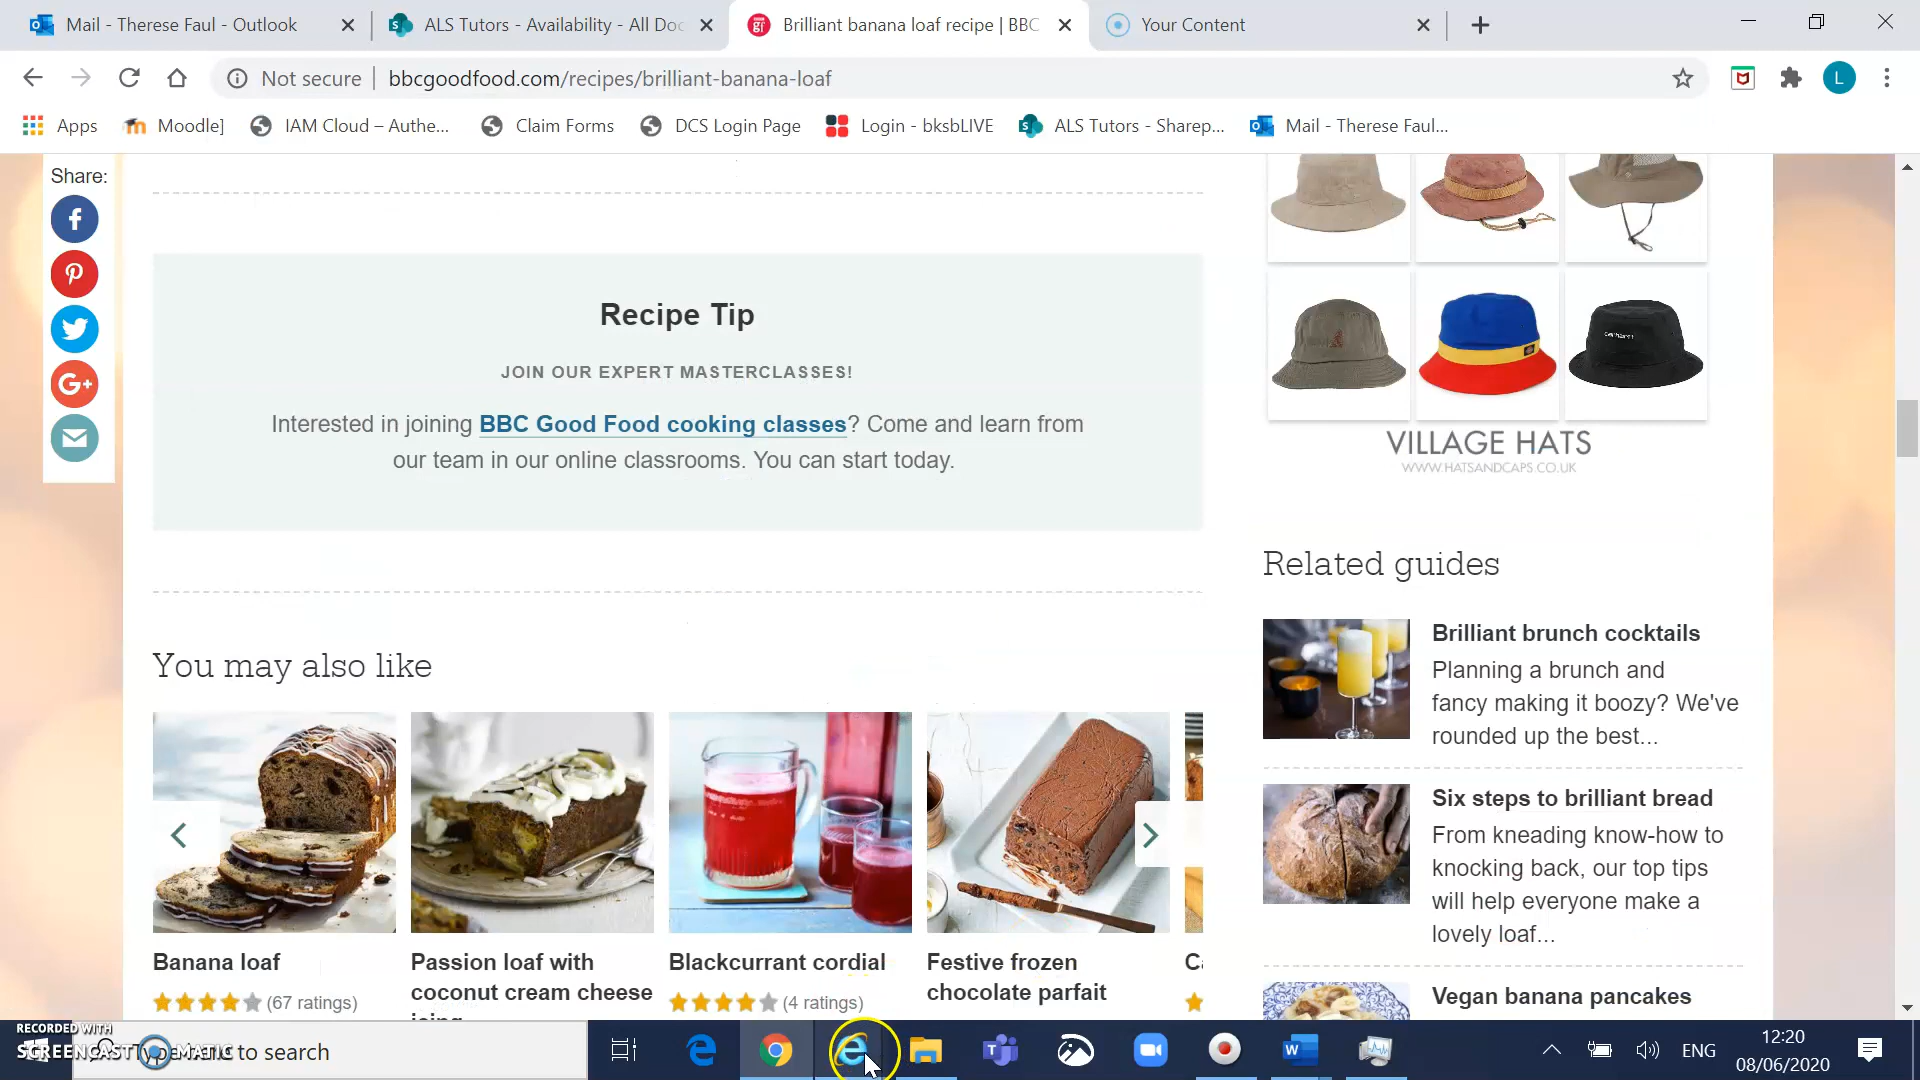 Mail - Therese Faul - Outlook
ALS Tutors - Availability - All Doc
Brilliant banana loaf recipe | BBC
Your Content
Not secure
bbcgoodfood.com/recipes/brilliant-banana-loaf
Apps
Moodle]
IAM Cloud – Authe...
Claim Forms
DCS Login Page
Login - bksbLIVE
ALS Tutors - Sharep...
Mail - Therese Faul...
Share:
Recipe Tip
JOIN OUR EXPERT MASTERCLASSES!
Interested in joining BBC Good Food cooking classes? Come and learn from
our team in our online classrooms. You can start today.
VILLAGE HATS
WWW.HATSANDCAPS.CO.UK
Related guides
Brilliant brunch cocktails
Planning a brunch and
fancy making it boozy? We've
rounded up the best...
Six steps to brilliant bread
From kneading know-how to
knocking back, our top tips
will help everyone make a
lovely loaf...
Vegan banana pancakes
You may also like
Banana loaf
(67 ratings)
Passion loaf with
coconut cream cheese
icing
Blackcurrant cordial
(4 ratings)
Festive frozen
chocolate parfait
RECORDED WITH
SCREENCAST MATIC
to search
ENG
12:20
08/06/2020